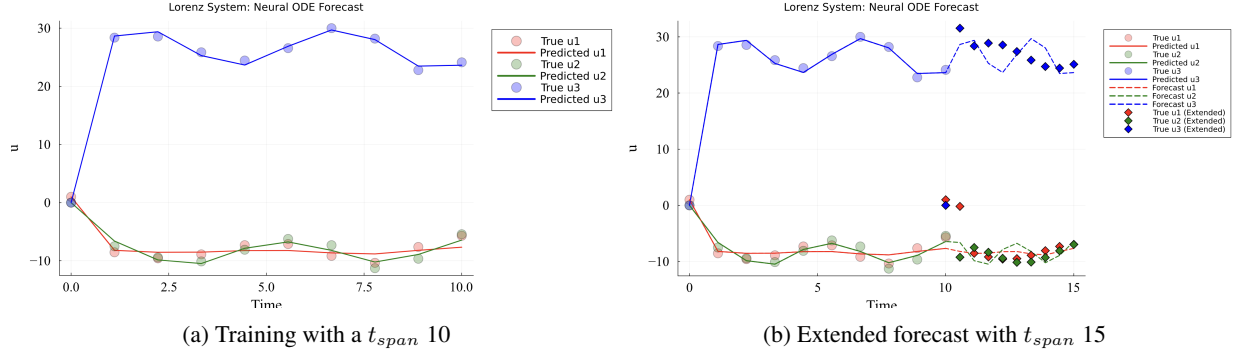 Lorenz System: Neural ODE Forecast
30
20
10
0
−10
u
0.0
2.5
5.0
7.5
10.0
Time
True u1
Predicted u1
True u2
Predicted u2
True u3
Predicted u3
(a) Training with a t_span 10
Lorenz System: Neural ODE Forecast
30
20
10
0
−10
u
0
5
10
15
Time
True u1
Predicted u1
True u2
Predicted u2
True u3
Predicted u3
Forecast u1
Forecast u2
Forecast u3
True u1 (Extended)
True u2 (Extended)
True u3 (Extended)
(b) Extended forecast with t_span 15